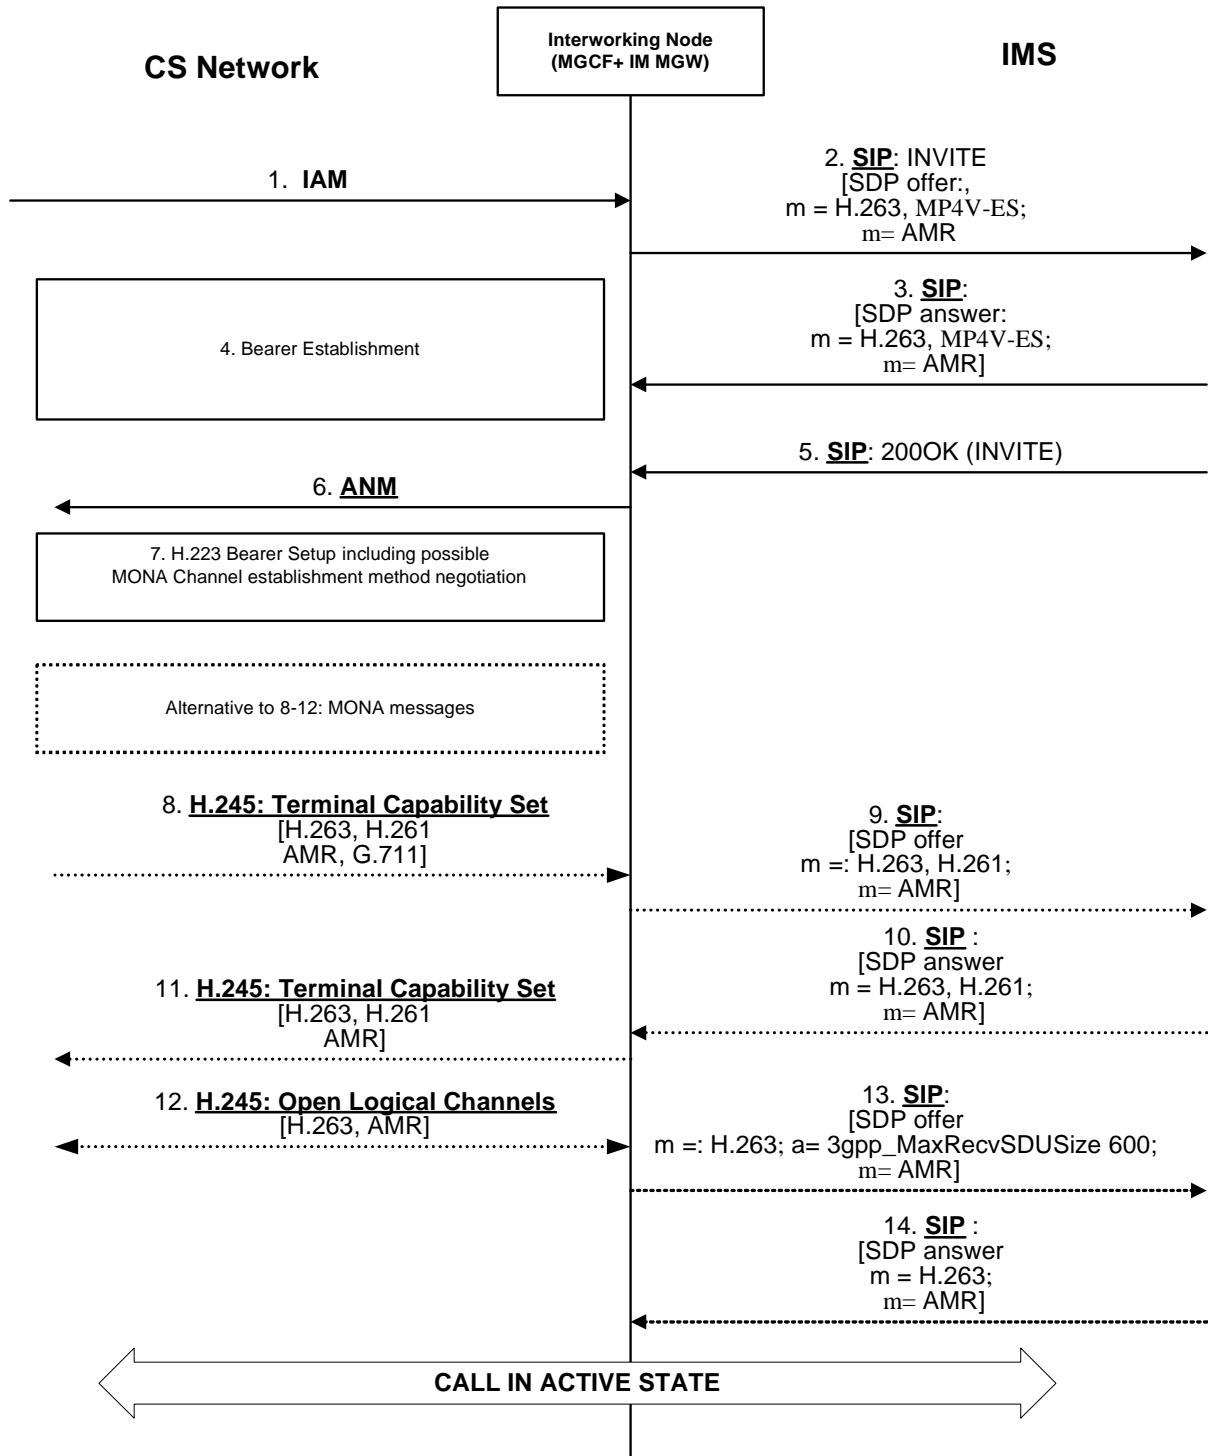 Interworking Node
(MGCF+ IM MGW)
CS Network
IMS
1. IAM
2. SIP: INVITE
[SDP offer:,
m = H.263, MP4V-ES;
m= AMR
3. SIP:
[SDP answer:
m = H.263, MP4V-ES;
m= AMR]
4. Bearer Establishment
5. SIP: 200OK (INVITE)
6. ANM
7. H.223 Bearer Setup including possible
MONA Channel establishment method negotiation
Alternative to 8-12: MONA messages
8. H.245: Terminal Capability Set
[H.263, H.261
AMR, G.711]
9. SIP:
[SDP offer
m =: H.263, H.261;
m= AMR]
10. SIP :
[SDP answer
m = H.263, H.261;
m= AMR]
11. H.245: Terminal Capability Set
[H.263, H.261
AMR]
12. H.245: Open Logical Channels
[H.263, AMR]
13. SIP:
[SDP offer
m =: H.263; a= 3gpp_MaxRecvSDUSize 600;
m= AMR]
14. SIP :
[SDP answer
m = H.263;
m= AMR]
CALL IN ACTIVE STATE